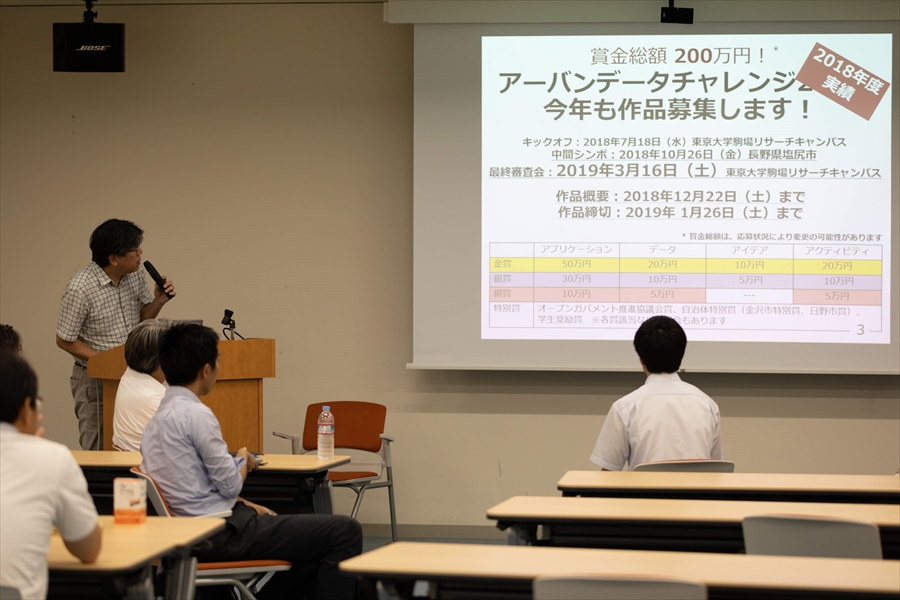 BOSE
賞金総額 200万円！*
2018年度
実績
アーバンデータチャレンジ2
今年も作品募集します！
キックオフ：2018年7月18日（水）東京大学駒場リサーチキャンパス
中間シンポ：2018年10月26日（金）長野県塩尻市
最終審査会：2019年3月16日（土）東京大学駒場リサーチキャンパス
作品概要：2018年12月22日（土）まで
作品締切：2019年 1月26日（土）まで
* 賞金総額は、応募状況により変更の可能性があります
アプリケーション データ アイデア アクティビティ
金賞 50万円 20万円 10万円 20万円
銀賞 30万円 10万円 5万円 10万円
銅賞 10万円 5万円 --- 5万円
特別賞 オープンガバメント推進協議会賞、自治体特別賞（金沢市特別賞、日野市賞）、
学生奨励賞 ※各賞該当な 合もあります
3